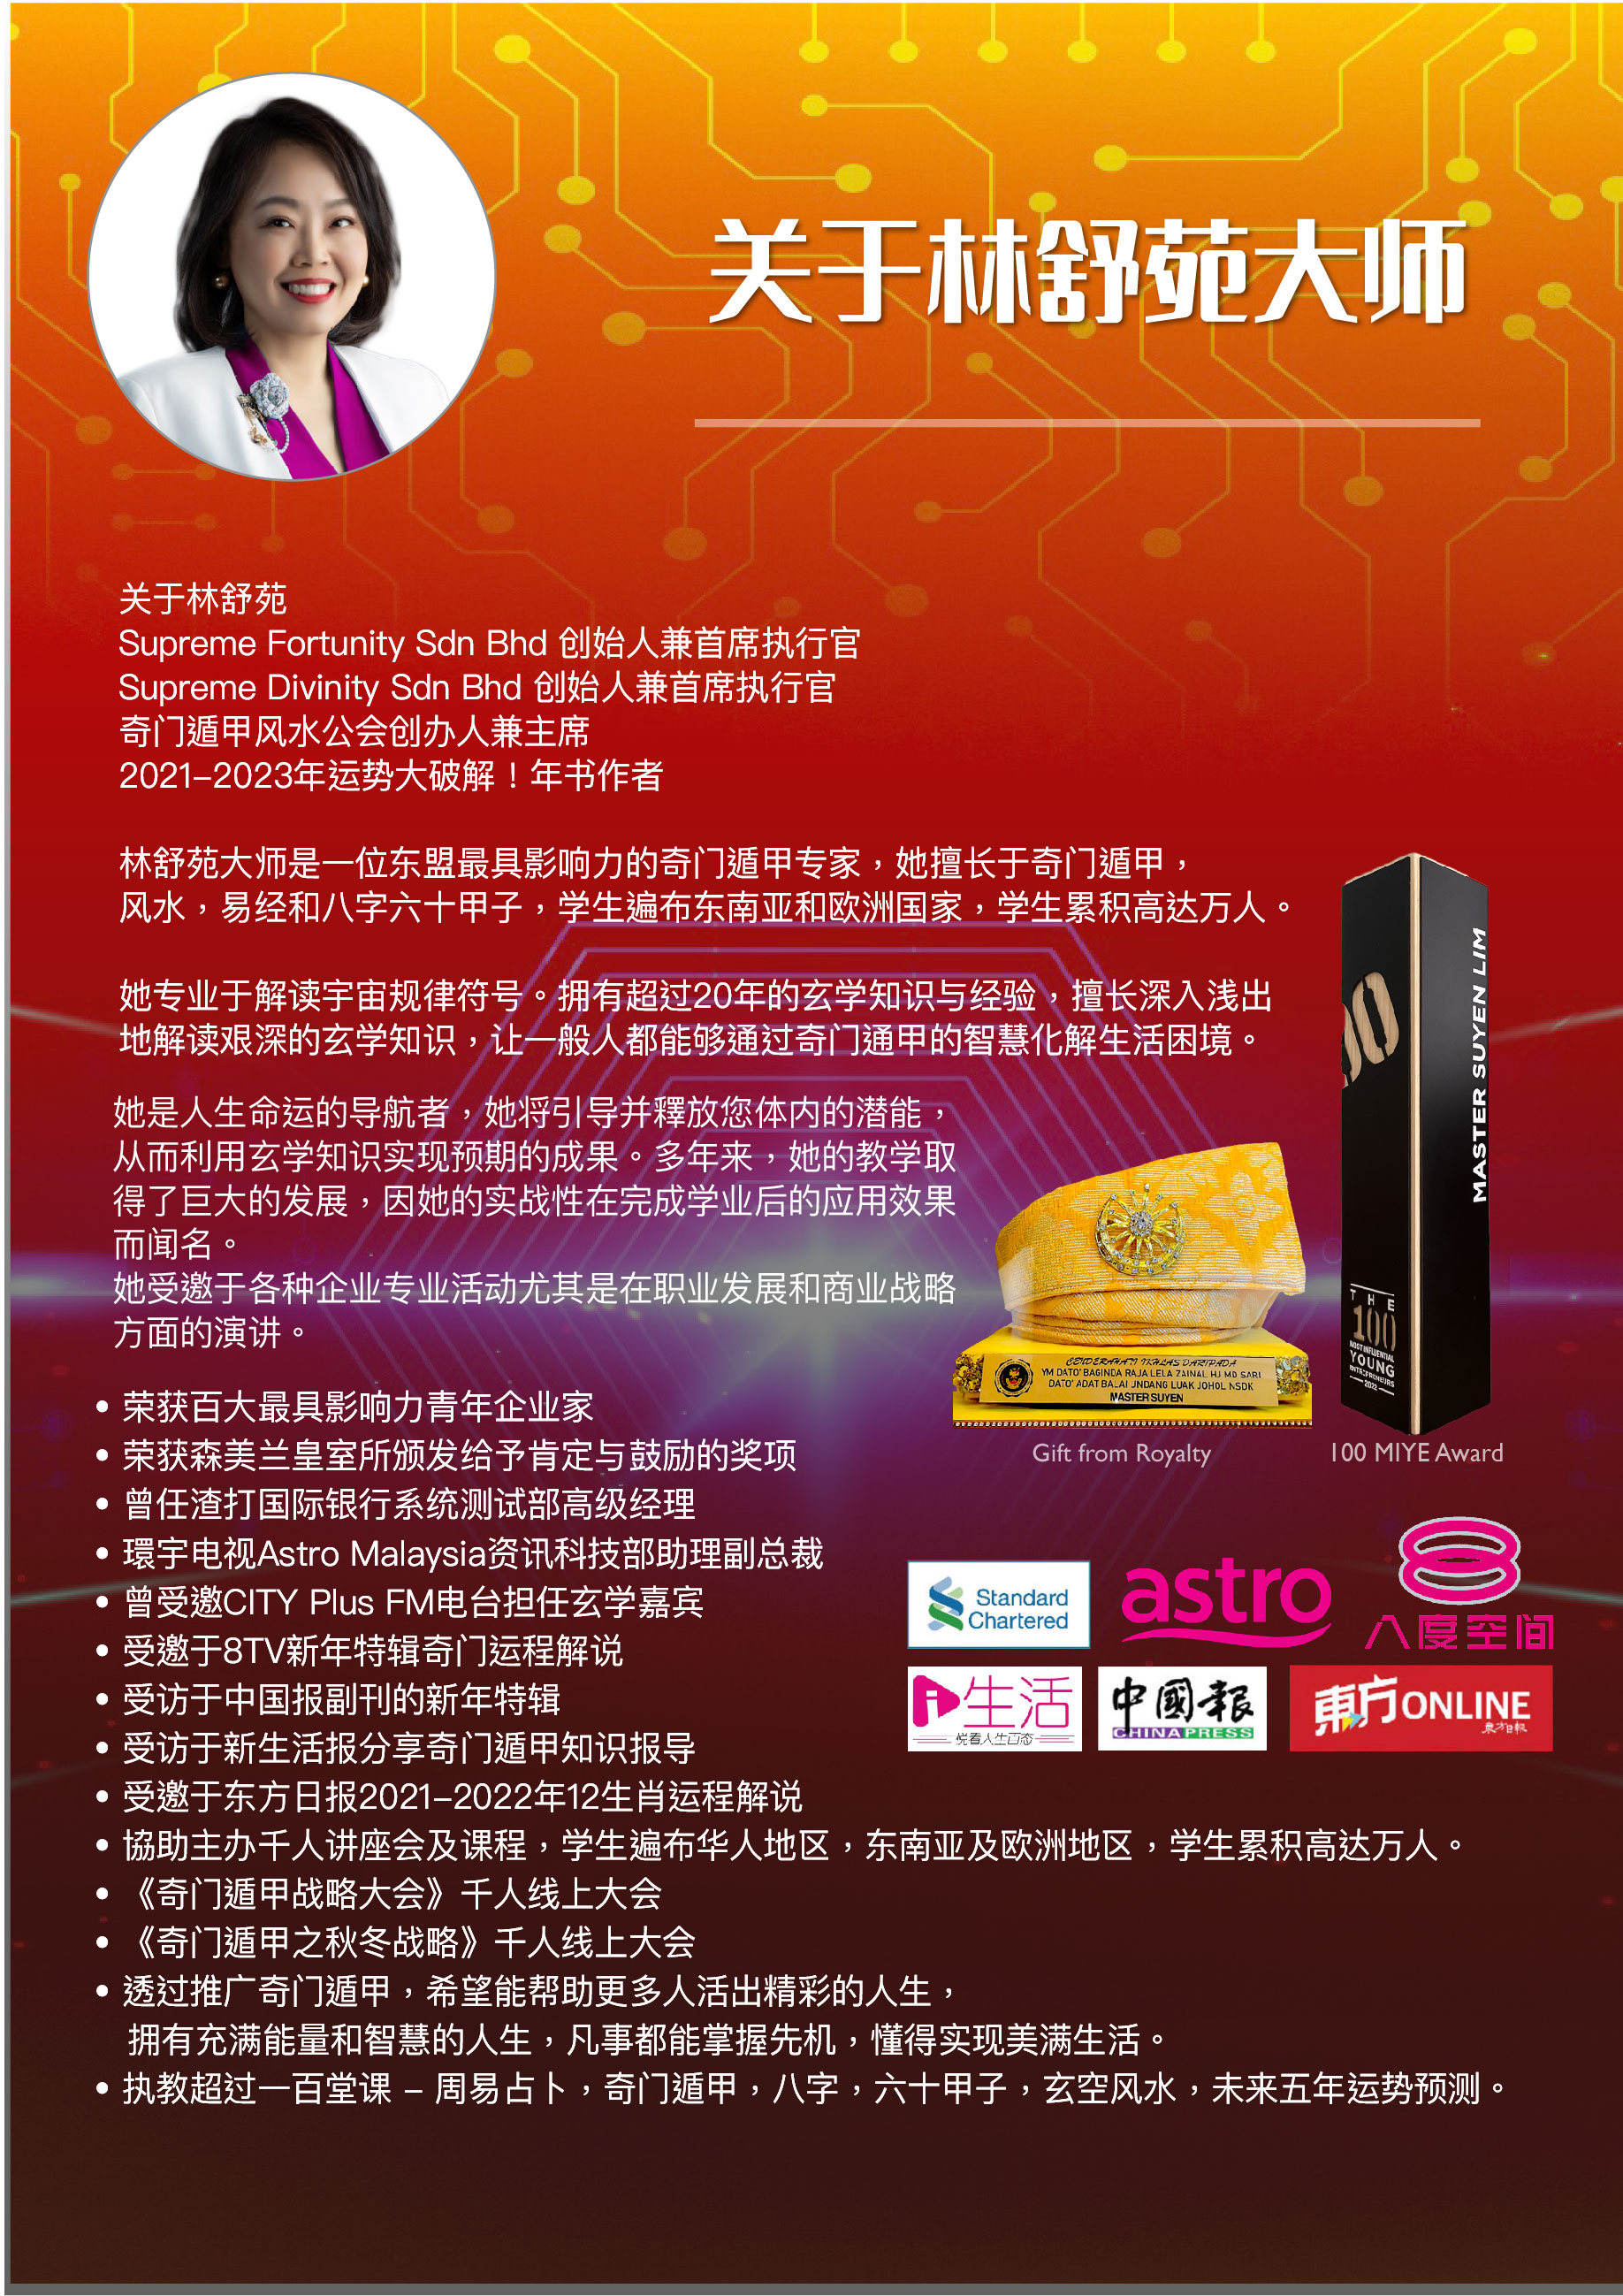 关于林舒苑大师
关于林舒苑
Supreme Fortunity Sdn Bhd 创始人兼首席执行官
Supreme Divinity Sdn Bhd 创始人兼首席执行官
奇门遁甲风水公会创办人兼主席
2021-2023年运势大破解！年书作者
林舒苑大师是一位东盟最具影响力的奇门遁甲专家，她擅长于奇门遁甲，
风水，易经和八字六十甲子，学生遍布东南亚和欧洲国家，学生累积高达万人。
她专业于解读宇宙规律符号。拥有超过20年的玄学知识与经验，擅长深入浅出
地解读艰深的玄学知识，让一般人都能够通过奇门通甲的智慧化解生活困境。
她是人生命运的导航者，她将引导并釋放您体内的潜能，
从而利用玄学知识实现预期的成果。多年来，她的教学取
得了巨大的发展，因她的实战性在完成学业后的应用效果
而闻名。
她受邀于各种企业专业活动尤其是在职业发展和商业战略
方面的演讲。
MASTER SUYEN LIM
THE
100
MOST INFLUENTIAL
YOUNG
ENTREPRENEURS
2022
CENDERAHATI IKHLAS DARIPADA
YM DATO' BAGINDA RAJA LELA ZAINAL HJ MD SARI
DATO' ADAT BALAI UNDANG LUAK JOHOL NSDK
MASTER SUYEN
Gift from Royalty
100 MIYE Award
• 荣获百大最具影响力青年企业家
• 荣获森美兰皇室所颁发给予肯定与鼓励的奖项
• 曾任渣打国际银行系统测试部高级经理
• 環宇电视Astro Malaysia资讯科技部助理副总裁
• 曾受邀CITY Plus FM电台担任玄学嘉宾
• 受邀于8TV新年特辑奇门运程解说
• 受访于中国报副刊的新年特辑
• 受访于新生活报分享奇门遁甲知识报导
• 受邀于东方日报2021-2022年12生肖运程解说
• 協助主办千人讲座会及课程，学生遍布华人地区，东南亚及欧洲地区，学生累积高达万人。
• 《奇门遁甲战略大会》千人线上大会
• 《奇门遁甲之秋冬战略》千人线上大会
• 透过推广奇门遁甲，希望能帮助更多人活出精彩的人生，
拥有充满能量和智慧的人生，凡事都能掌握先机，懂得实现美满生活。
• 执教超过一百堂课 - 周易占卜，奇门遁甲，八字，六十甲子，玄空风水，未来五年运势预测。
Standard
Chartered
astro
八度空间
i生活
悦看人生百态
中國報
CHINA PRESS
東方ONLINE
東方日報